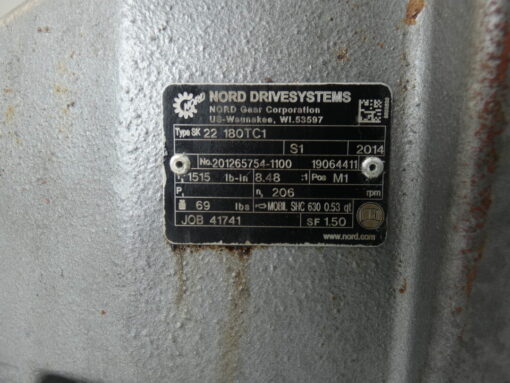 NORD DRIVESYSTEMS
NORD Gear Corporation
US-Waunakee, WI.53597
Type SK 22 180TC1
S1 2014
No. 201265754-1100 19064411
1515 lb-in 8.48 :1 Pos M1
P₁ n₂ 206 rpm
69 lbs MOBIL SHC 630 0.53 qt
JOB 41741 SF 1.50
www.nord.com